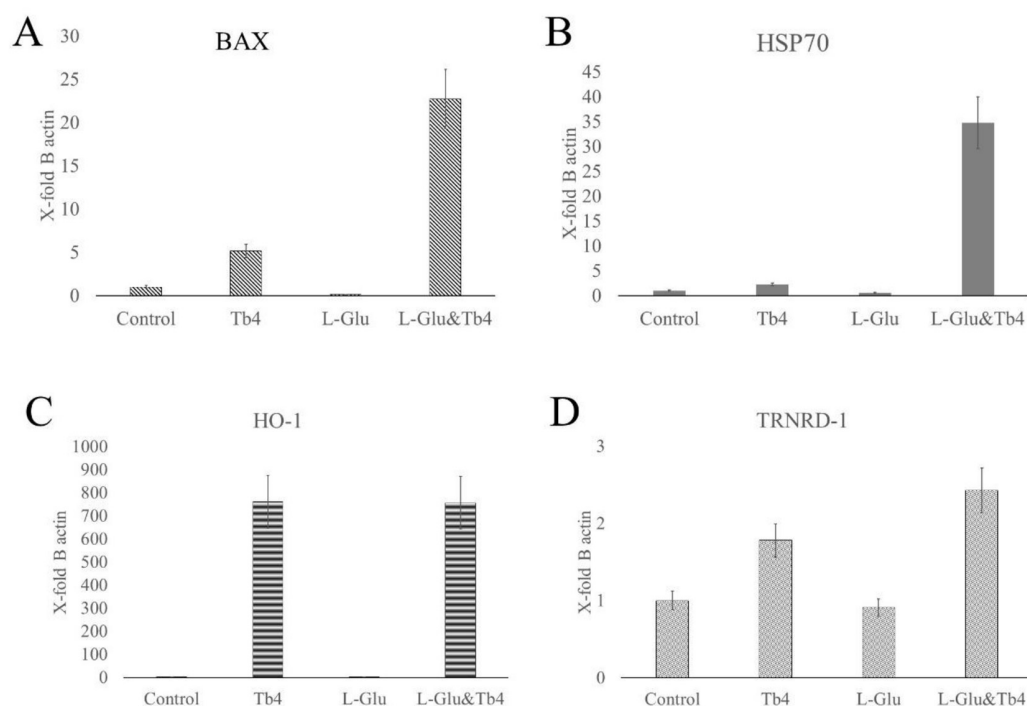 A
BAX
30
25
20
15
10
5
0
X-fold B actin
Control Tb4 L-Glu L-Glu&Tb4
B
HSP70
45
40
35
30
25
20
15
10
5
0
X-fold B actin
Control Tb4 L-Glu L-Glu&Tb4
C
HO-1
1000
900
800
700
600
500
400
300
200
100
0
X-fold B actin
Control Tb4 L-Glu L-Glu&Tb4
D
TRNRD-1
3
2
1
0
X-fold B actin
Control Tb4 L-Glu L-Glu&Tb4